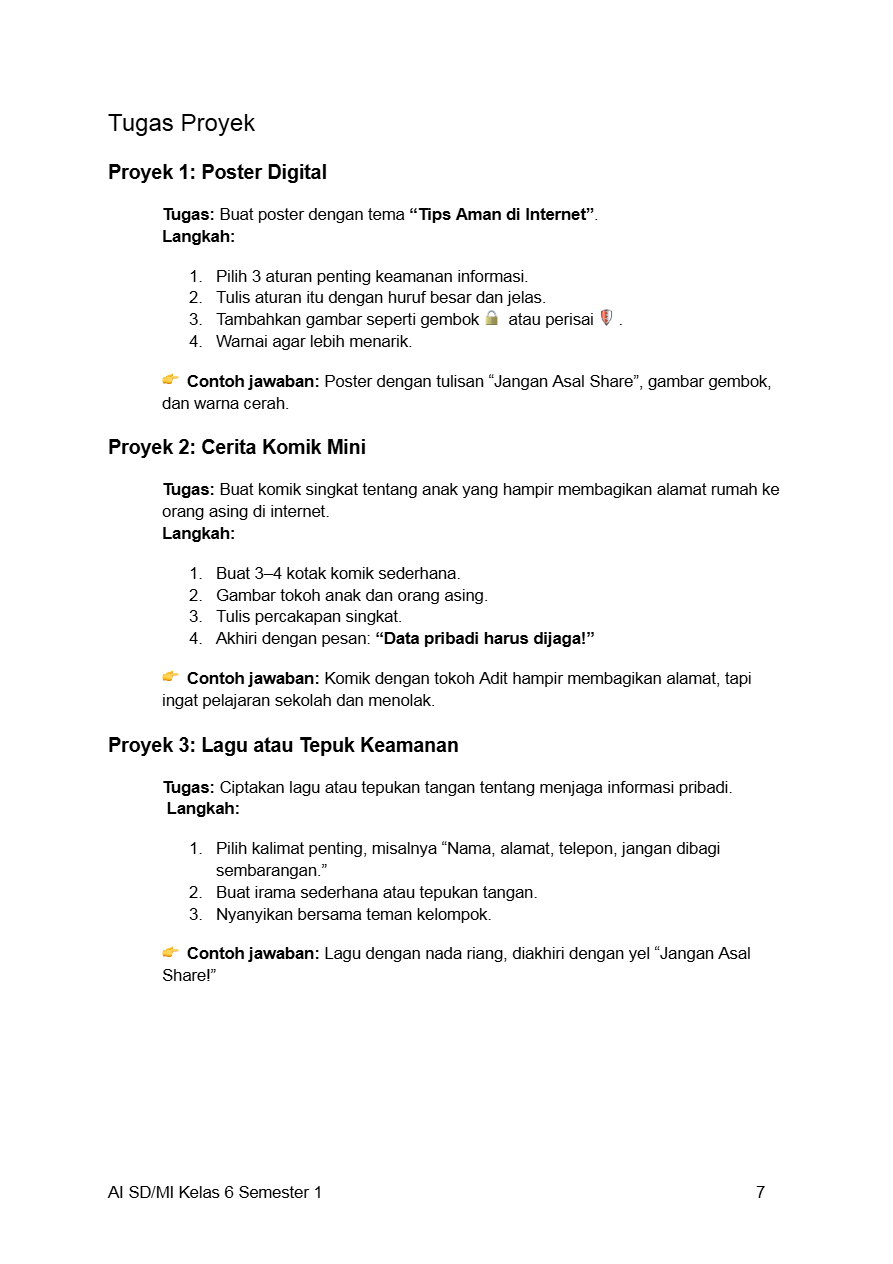 Tugas Proyek
Proyek 1: Poster Digital
Tugas: Buat poster dengan tema “Tips Aman di Internet”.
Langkah:
1. Pilih 3 aturan penting keamanan informasi.
2. Tulis aturan itu dengan huruf besar dan jelas.
3. Tambahkan gambar seperti gembok 🔒 atau perisai 🛡 .
4. Warnai agar lebih menarik.
👉 Contoh jawaban: Poster dengan tulisan “Jangan Asal Share”, gambar gembok,
dan warna cerah.
Proyek 2: Cerita Komik Mini
Tugas: Buat komik singkat tentang anak yang hampir membagikan alamat rumah ke
orang asing di internet.
Langkah:
1. Buat 3–4 kotak komik sederhana.
2. Gambar tokoh anak dan orang asing.
3. Tulis percakapan singkat.
4. Akhiri dengan pesan: “Data pribadi harus dijaga!”
👉 Contoh jawaban: Komik dengan tokoh Adit hampir membagikan alamat, tapi
ingat pelajaran sekolah dan menolak.
Proyek 3: Lagu atau Tepuk Keamanan
Tugas: Ciptakan lagu atau tepukan tangan tentang menjaga informasi pribadi.
Langkah:
1. Pilih kalimat penting, misalnya “Nama, alamat, telepon, jangan dibagi
sembarangan.”
2. Buat irama sederhana atau tepukan tangan.
3. Nyanyikan bersama teman kelompok.
👉 Contoh jawaban: Lagu dengan nada riang, diakhiri dengan yel “Jangan Asal
Share!”
AI SD/MI Kelas 6 Semester 1 7